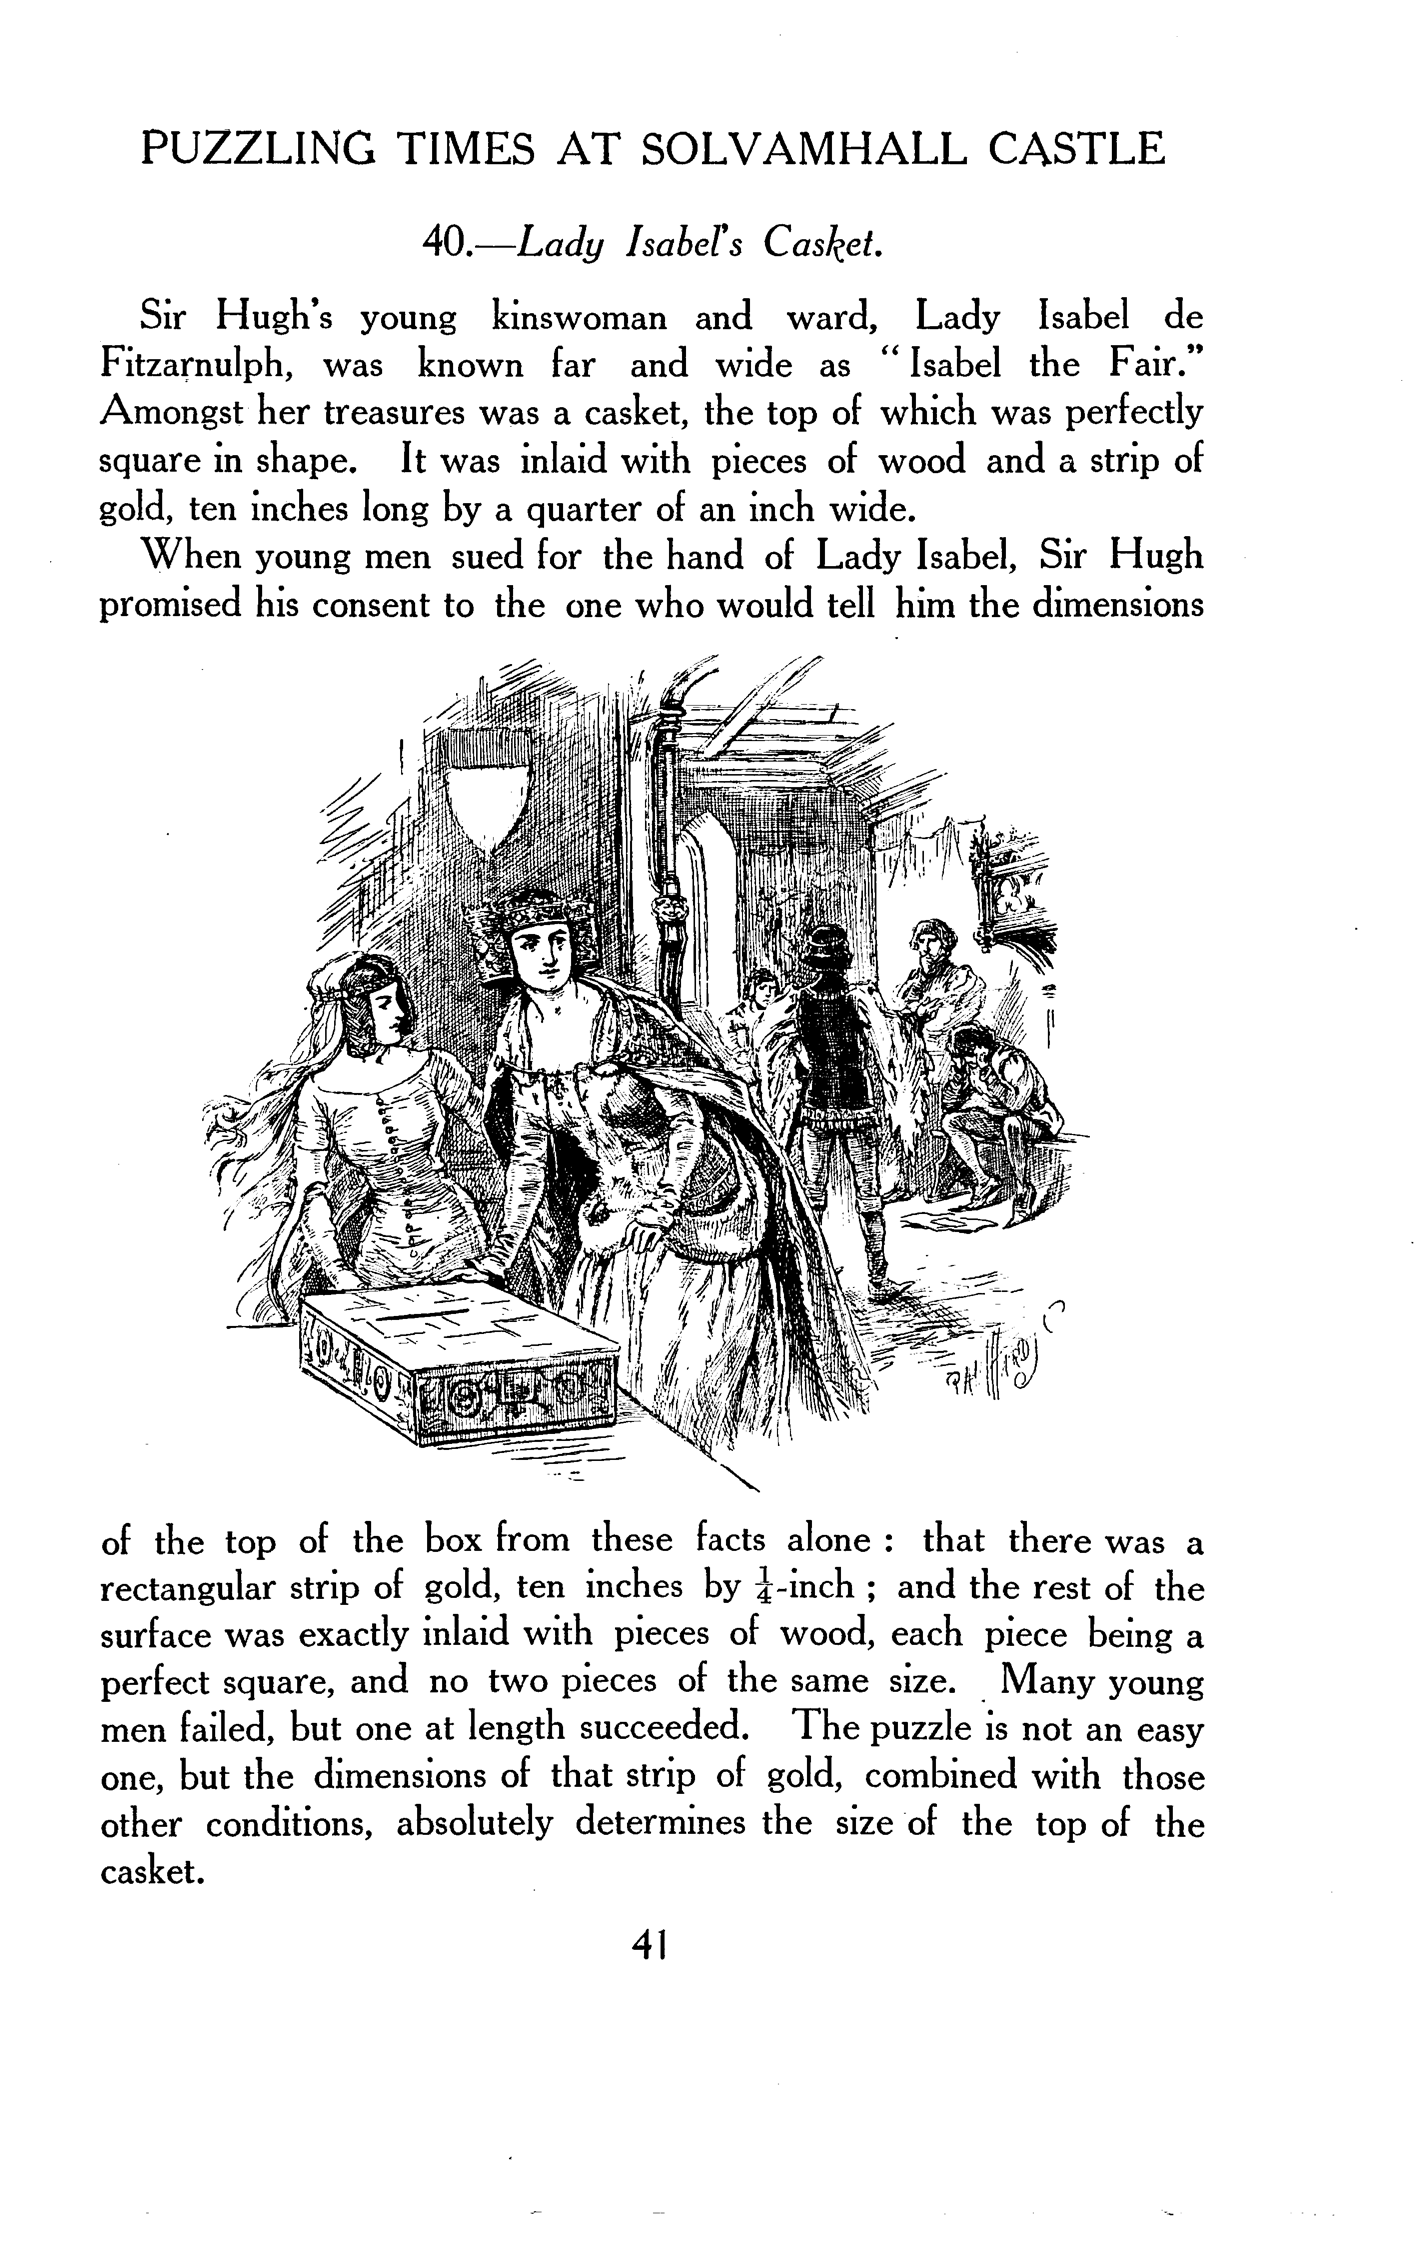 PUZZLING TIMES AT SOLVAMHALL CASTLE
40.—Lady Isabel's Casket.
Sir Hugh's young kinswoman and ward, Lady Isabel de
Fitzarnulph, was known far and wide as "Isabel the Fair."
Amongst her treasures was a casket, the top of which was perfectly
square in shape. It was inlaid with pieces of wood and a strip of
gold, ten inches long by a quarter of an inch wide.
When young men sued for the hand of Lady Isabel, Sir Hugh
promised his consent to the one who would tell him the dimensions
of the top of the box from these facts alone : that there was a
rectangular strip of gold, ten inches by ¼-inch ; and the rest of the
surface was exactly inlaid with pieces of wood, each piece being a
perfect square, and no two pieces of the same size. Many young
men failed, but one at length succeeded. The puzzle is not an easy
one, but the dimensions of that strip of gold, combined with those
other conditions, absolutely determines the size of the top of the
casket.
41